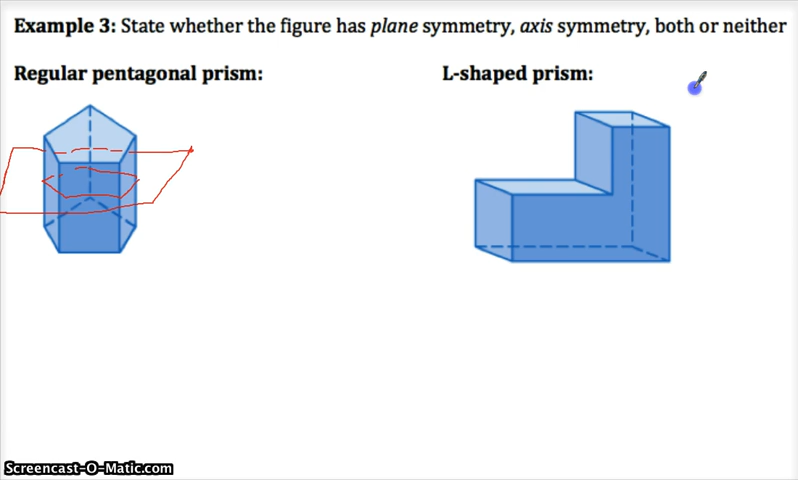 Example 3: State whether the figure has plane symmetry, axis symmetry, both or neither
Regular pentagonal prism:
L-shaped prism:
Screencast-O-Matic.com